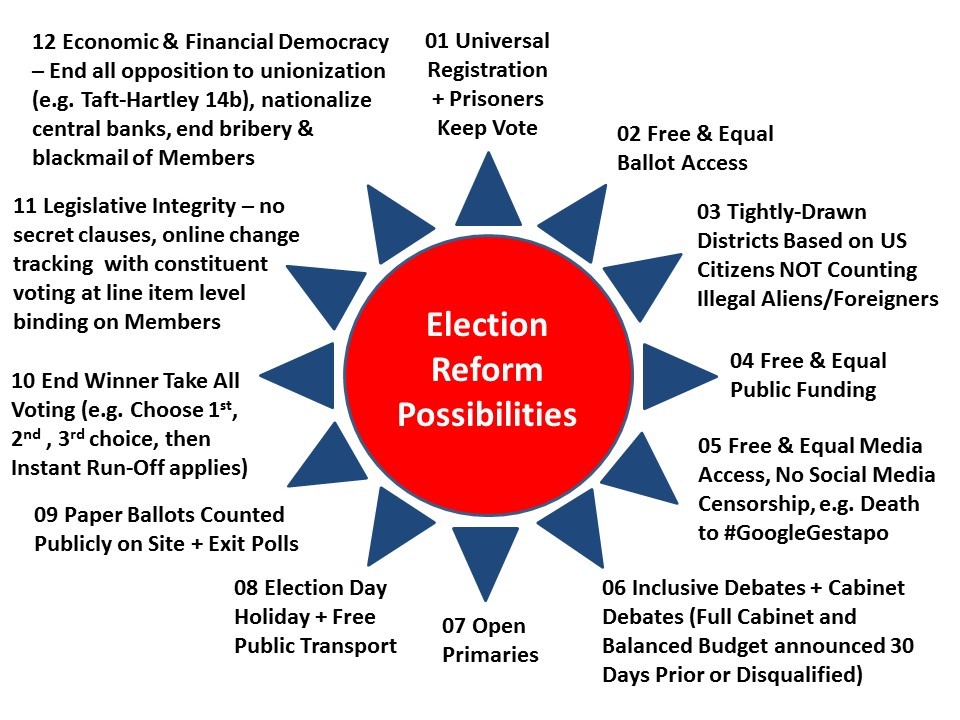 Election
Reform
Possibilities
01 Universal
Registration
+ Prisoners
Keep Vote
02 Free & Equal
Ballot Access
03 Tightly-Drawn
Districts Based on US
Citizens NOT Counting
Illegal Aliens/Foreigners
04 Free & Equal
Public Funding
05 Free & Equal Media
Access, No Social Media
Censorship, e.g. Death
to #GoogleGestapo
06 Inclusive Debates + Cabinet
Debates (Full Cabinet and
Balanced Budget announced 30
Days Prior or Disqualified)
07 Open
Primaries
08 Election Day
Holiday + Free
Public Transport
09 Paper Ballots Counted
Publicly on Site + Exit Polls
10 End Winner Take All
Voting (e.g. Choose 1st,
2nd , 3rd choice, then
Instant Run-Off applies)
11 Legislative Integrity – no
secret clauses, online change
tracking with constituent
voting at line item level
binding on Members
12 Economic & Financial Democracy
– End all opposition to unionization
(e.g. Taft-Hartley 14b), nationalize
central banks, end bribery &
blackmail of Members